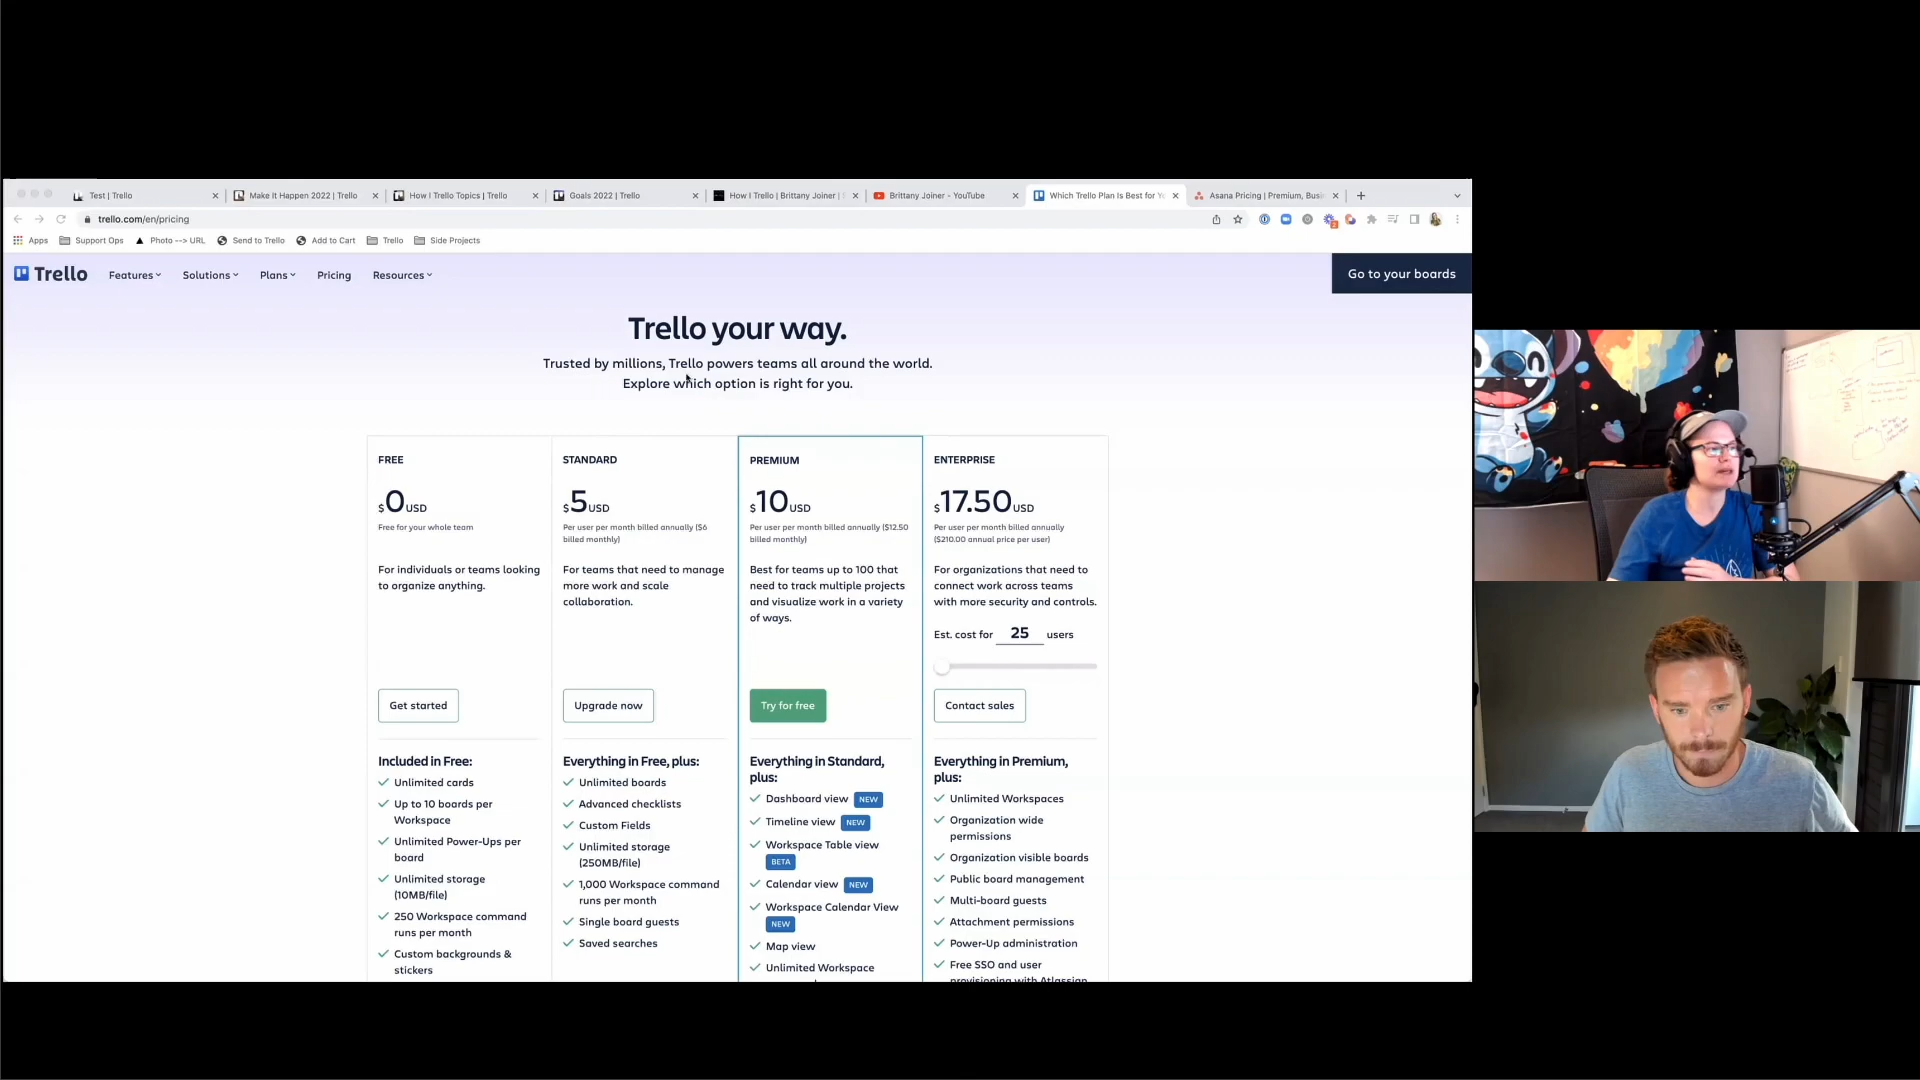 Test | Trello
Make It Happen 2022 | Trello
How I Trello Topics | Trello
Goals 2022 | Trello
How I Trello | Brittany Joiner |
Brittany Joiner - YouTube
Which Trello Plan Is Best for
Asana Pricing | Premium,
trello.com/en/pricing
Apps
Support Ops
Photo --> URL
Send to Trello
Add to Cart
Trello
Side Projects
Trello
Features
Solutions
Plans
Pricing
Resources
Go to your boards
Trello your way.
Trusted by millions, Trello powers teams all around the world.
Explore which option is right for you.
FREE
$0USD
Free for your whole team
For individuals or teams looking
to organize anything.
Get started
Included in Free:
Unlimited cards
Up to 10 boards per
Workspace
Unlimited Power-Ups per
board
Unlimited storage
(10MB/file)
250 Workspace command
runs per month
Custom backgrounds &
stickers
STANDARD
$5USD
Per user per month billed annually ($6
billed monthly)
For teams that need to manage
more work and scale
collaboration.
Upgrade now
Everything in Free, plus:
Unlimited boards
Advanced checklists
Custom Fields
Unlimited storage
(250MB/file)
1,000 Workspace command
runs per month
Single board guests
Saved searches
PREMIUM
$10USD
Per user per month billed annually ($12.50
billed monthly)
Best for teams up to 100 that
need to track multiple projects
and visualize work in a variety
of ways.
Try for free
Everything in Standard,
plus:
Dashboard view NEW
Timeline view NEW
Workspace Table view
BETA
Calendar view NEW
Workspace Calendar View
NEW
Map view
Unlimited Workspace
ENTERPRISE
$17.50USD
Per user per month billed annually
($210.00 annual price per user)
For organizations that need to
connect work across teams
with more security and controls.
Est. cost for 25 users
Contact sales
Everything in Premium,
plus:
Unlimited Workspaces
Organization wide
permissions
Organization visible boards
Public board management
Multi-board guests
Attachment permissions
Power-Up administration
Free SSO and user
provisioning with Atlassian